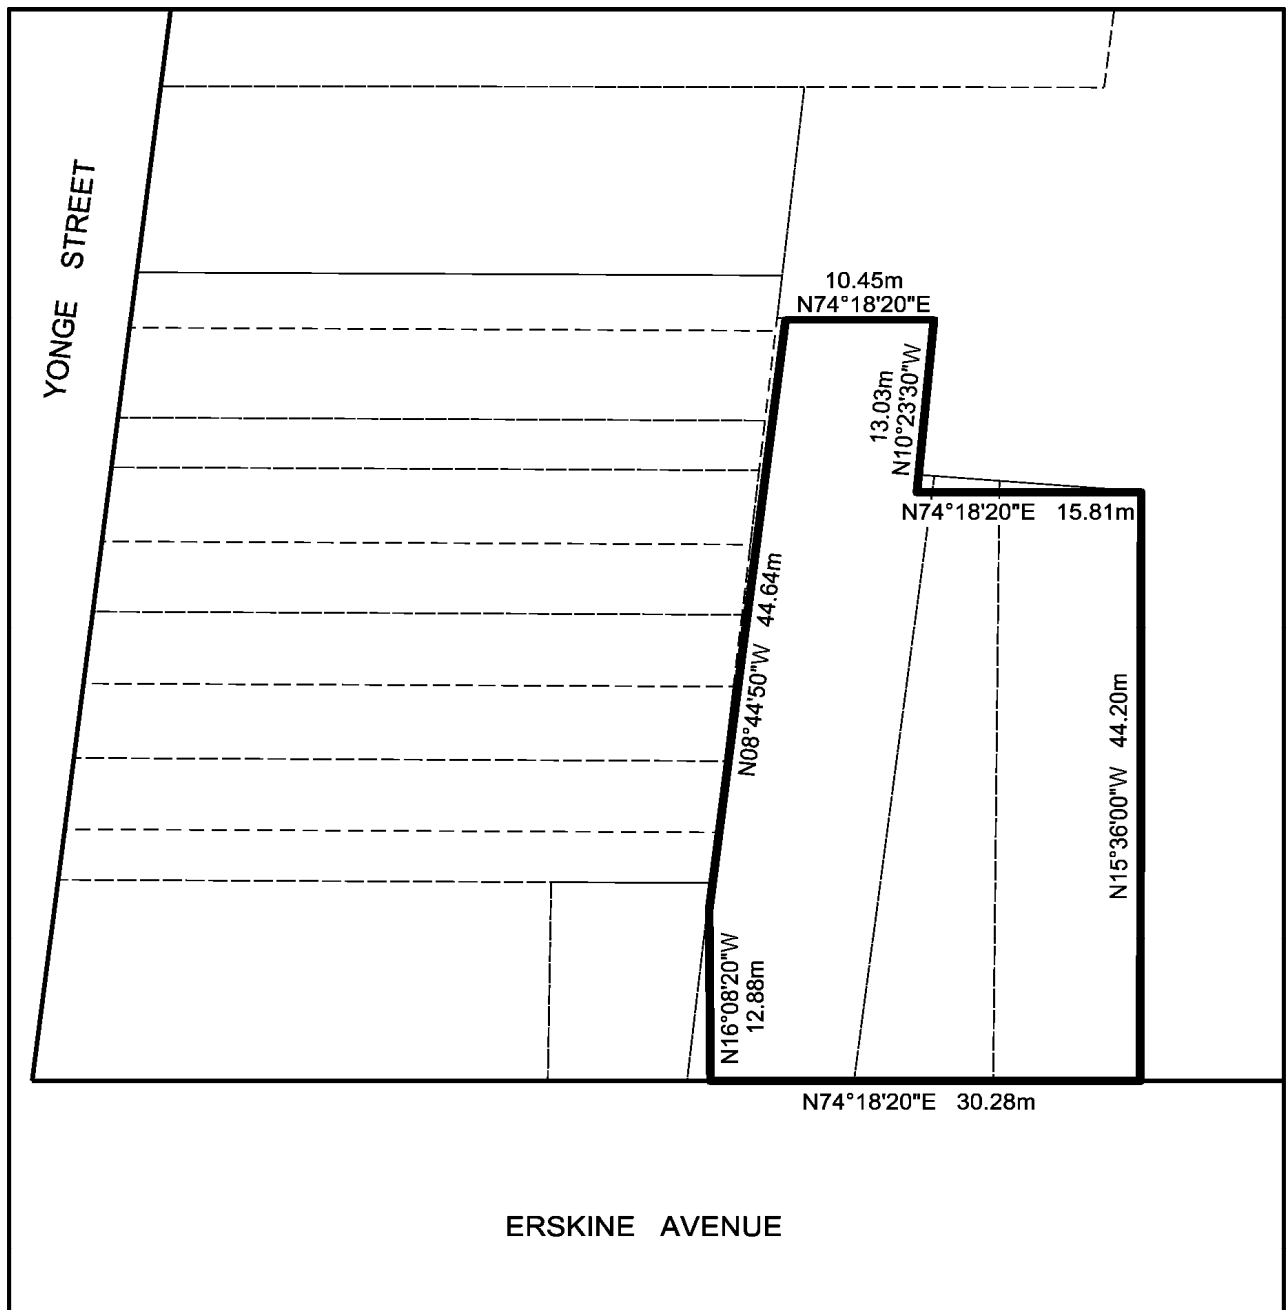 YONGE STREET
10.45m
N74°18'20"E
13.03m
N10°23'30"W
N74°18'20"E 15.81m
N08°44'50"W 44.64m
N15°36'00"W 44.20m
N16°08'20"W
12.88m
N74°18'20"E 30.28m
ERSKINE AVENUE